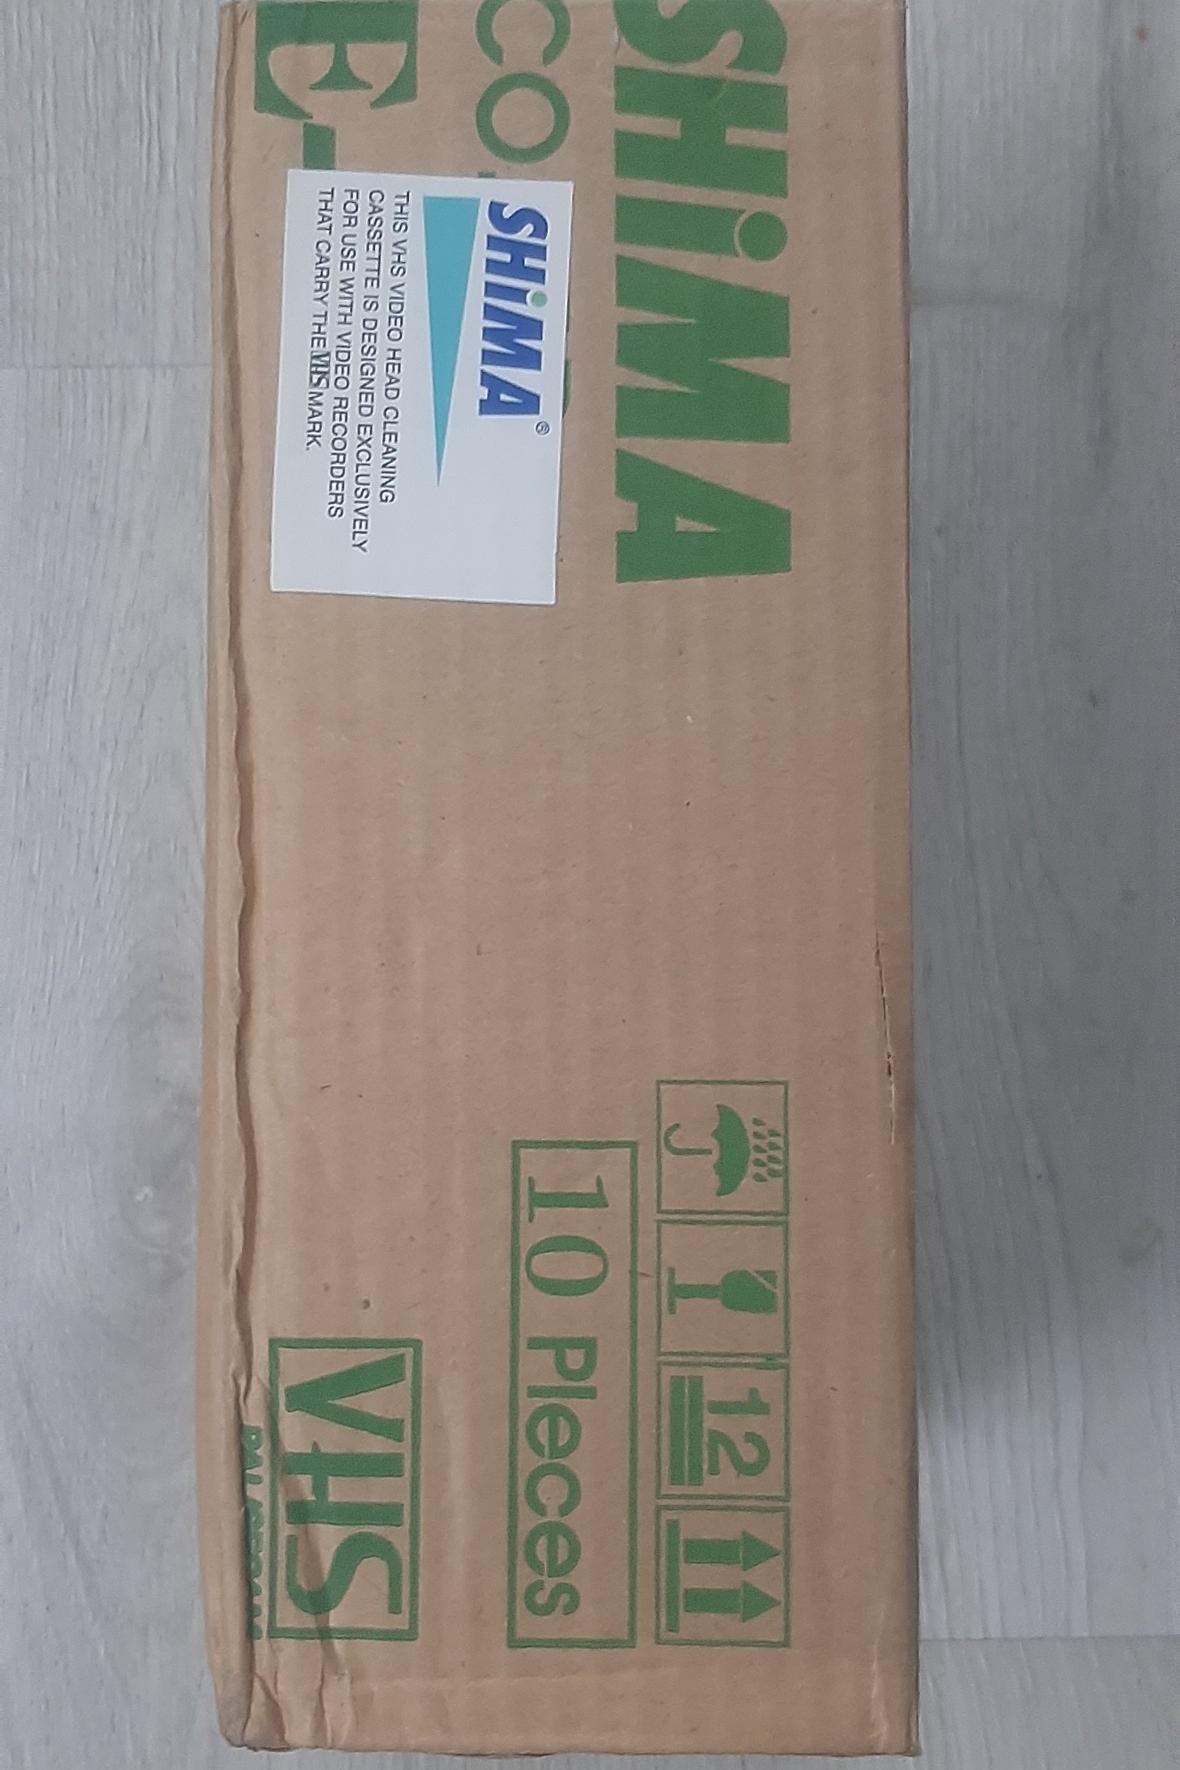 SHiMA
CO
E-
SHiMA®
THIS VHS VIDEO HEAD CLEANING
CASSETTE IS DESIGNED EXCLUSIVELY
FOR USE WITH VIDEO RECORDERS
THAT CARRY THE VHS MARK.
12
10 PIeces
VHS